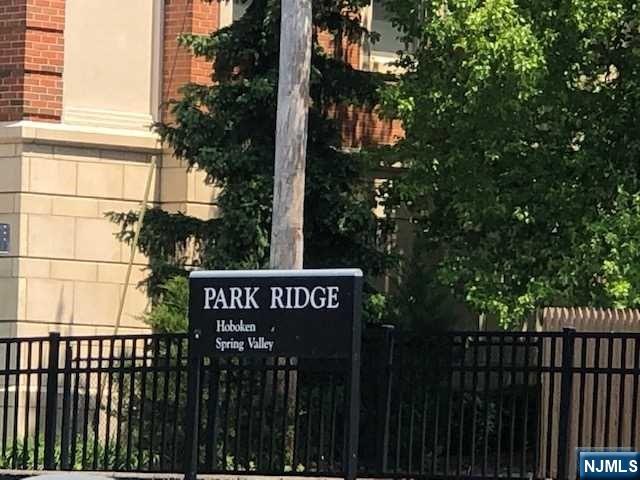 PARK RIDGE
Hoboken
Spring Valley
NJMLS